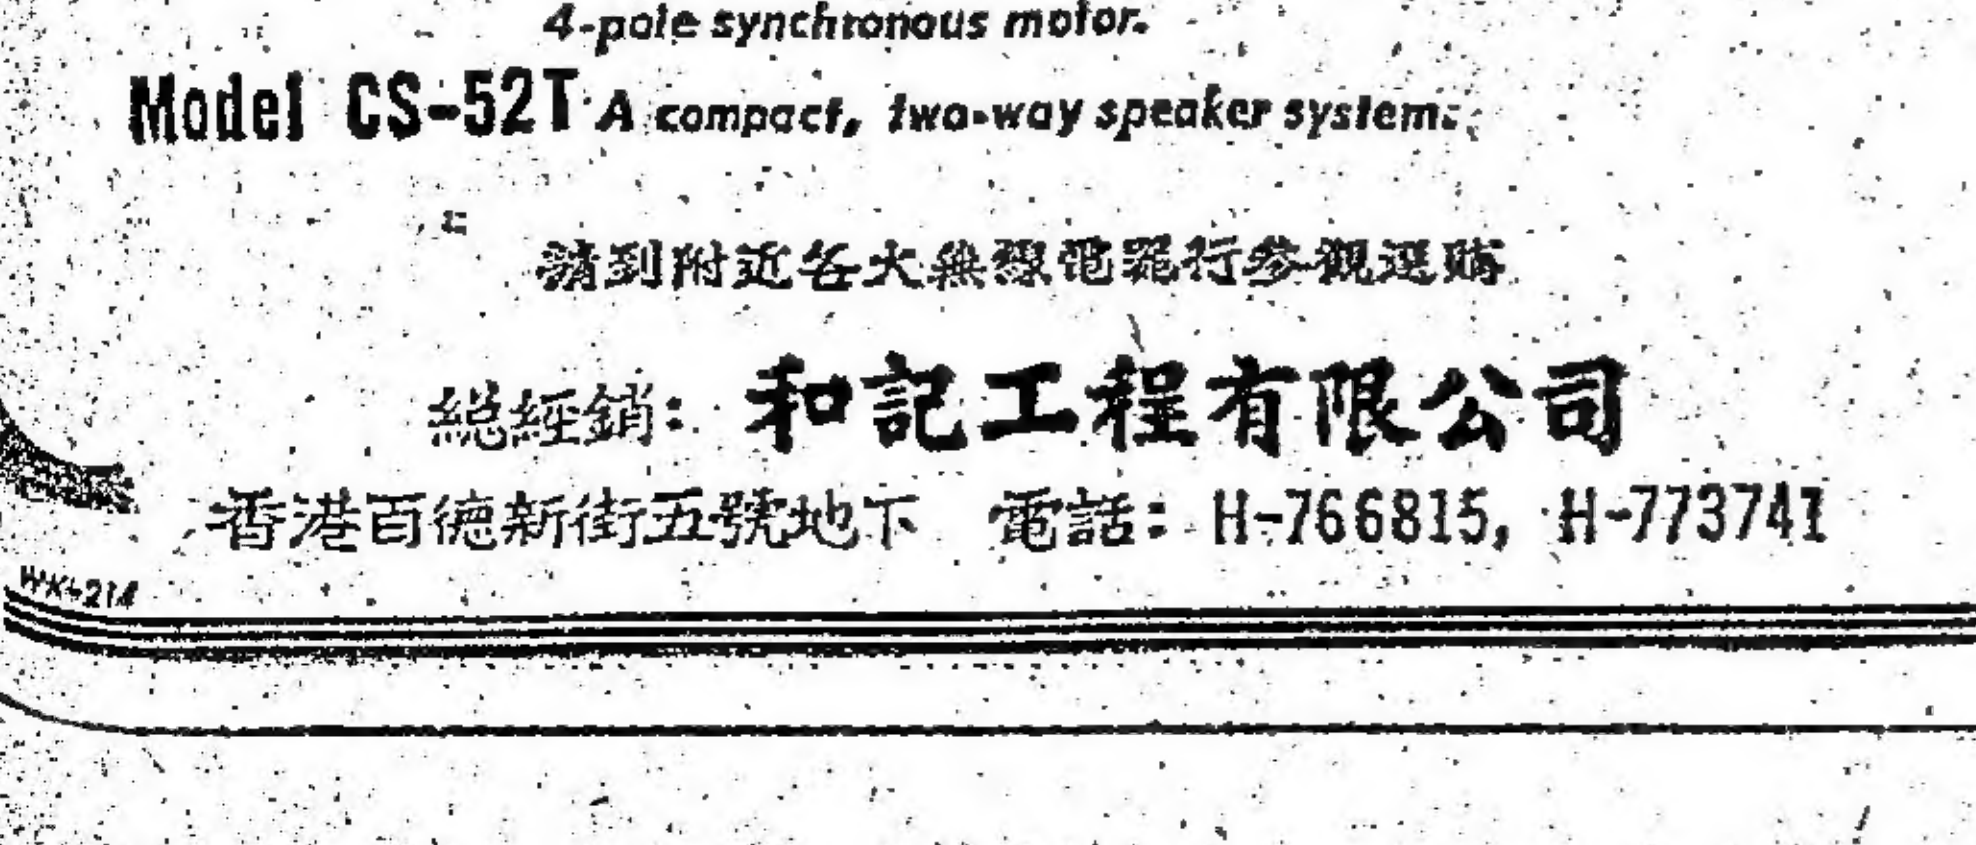 4-pole synchronous motor.
Model CS-52T A compact, two-way speaker system.
請到附近各大無線電器行參觀選購
總經銷: 和記工程有限公司
香港百德新街五號地下 電話: H-766815, H-773741
WK-214